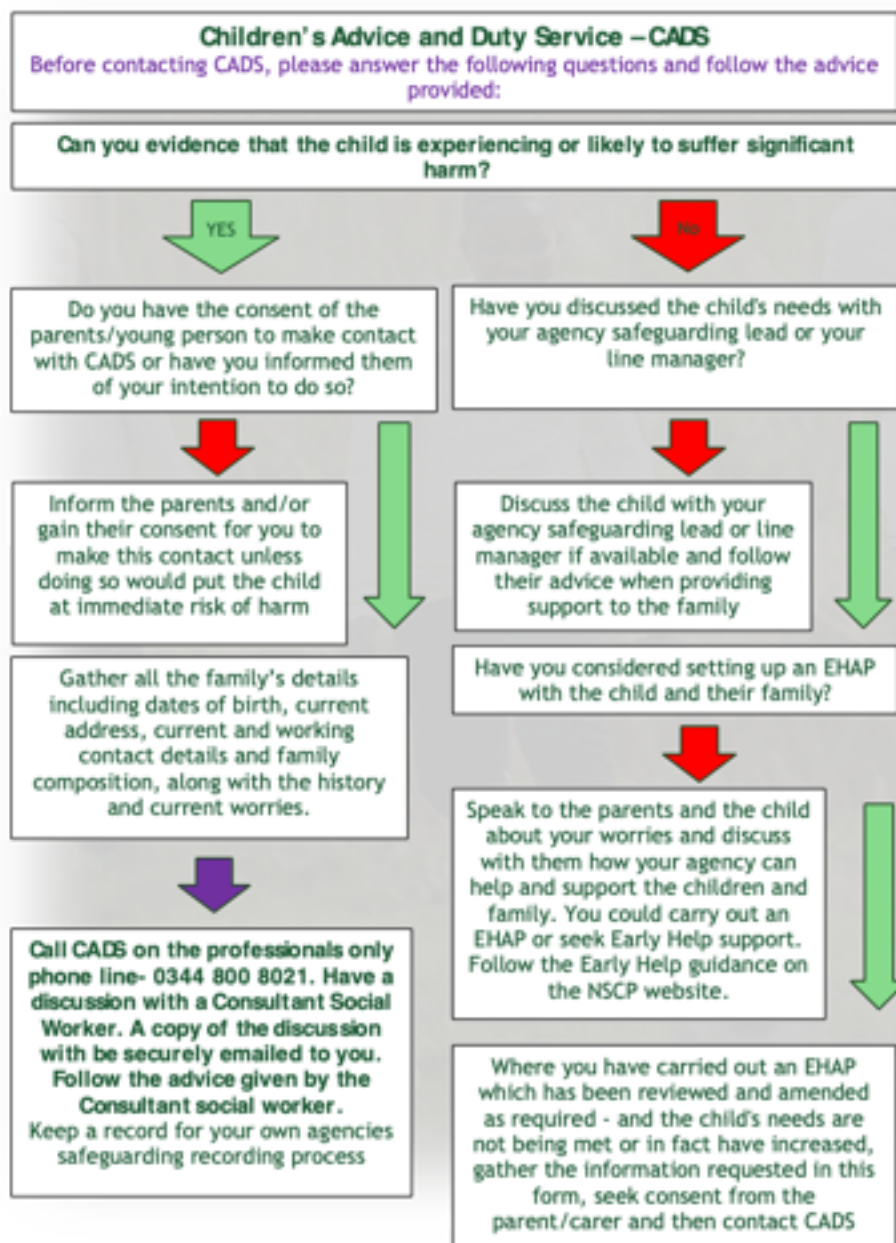 Children's Advice and Duty Service – CADS
Before contacting CADS, please answer the following questions and follow the advice
provided:
Can you evidence that the child is experiencing or likely to suffer significant
harm?
YES
No
Do you have the consent of the
parents/young person to make contact
with CADS or have you informed them
of your intention to do so?
Have you discussed the child's needs with
your agency safeguarding lead or your
line manager?
Inform the parents and/or
gain their consent for you to
make this contact unless
doing so would put the child
at immediate risk of harm
Discuss the child with your
agency safeguarding lead or line
manager if available and follow
their advice when providing
support to the family
Gather all the family's details
including dates of birth, current
address, current and working
contact details and family
composition, along with the history
and current worries.
Have you considered setting up an EHAP
with the child and their family?
Speak to the parents and the child
about your worries and discuss
with them how your agency can
help and support the children and
family. You could carry out an
EHAP or seek Early Help support.
Follow the Early Help guidance on
the NSCP website.
Call CADS on the professionals only
phone line- 0344 800 8021. Have a
discussion with a Consultant Social
Worker. A copy of the discussion
with be securely emailed to you.
Follow the advice given by the
Consultant social worker.
Keep a record for your own agencies
safeguarding recording process
Where you have carried out an EHAP
which has been reviewed and amended
as required - and the child's needs are
not being met or in fact have increased,
gather the information requested in this
form, seek consent from the
parent/carer and then contact CADS